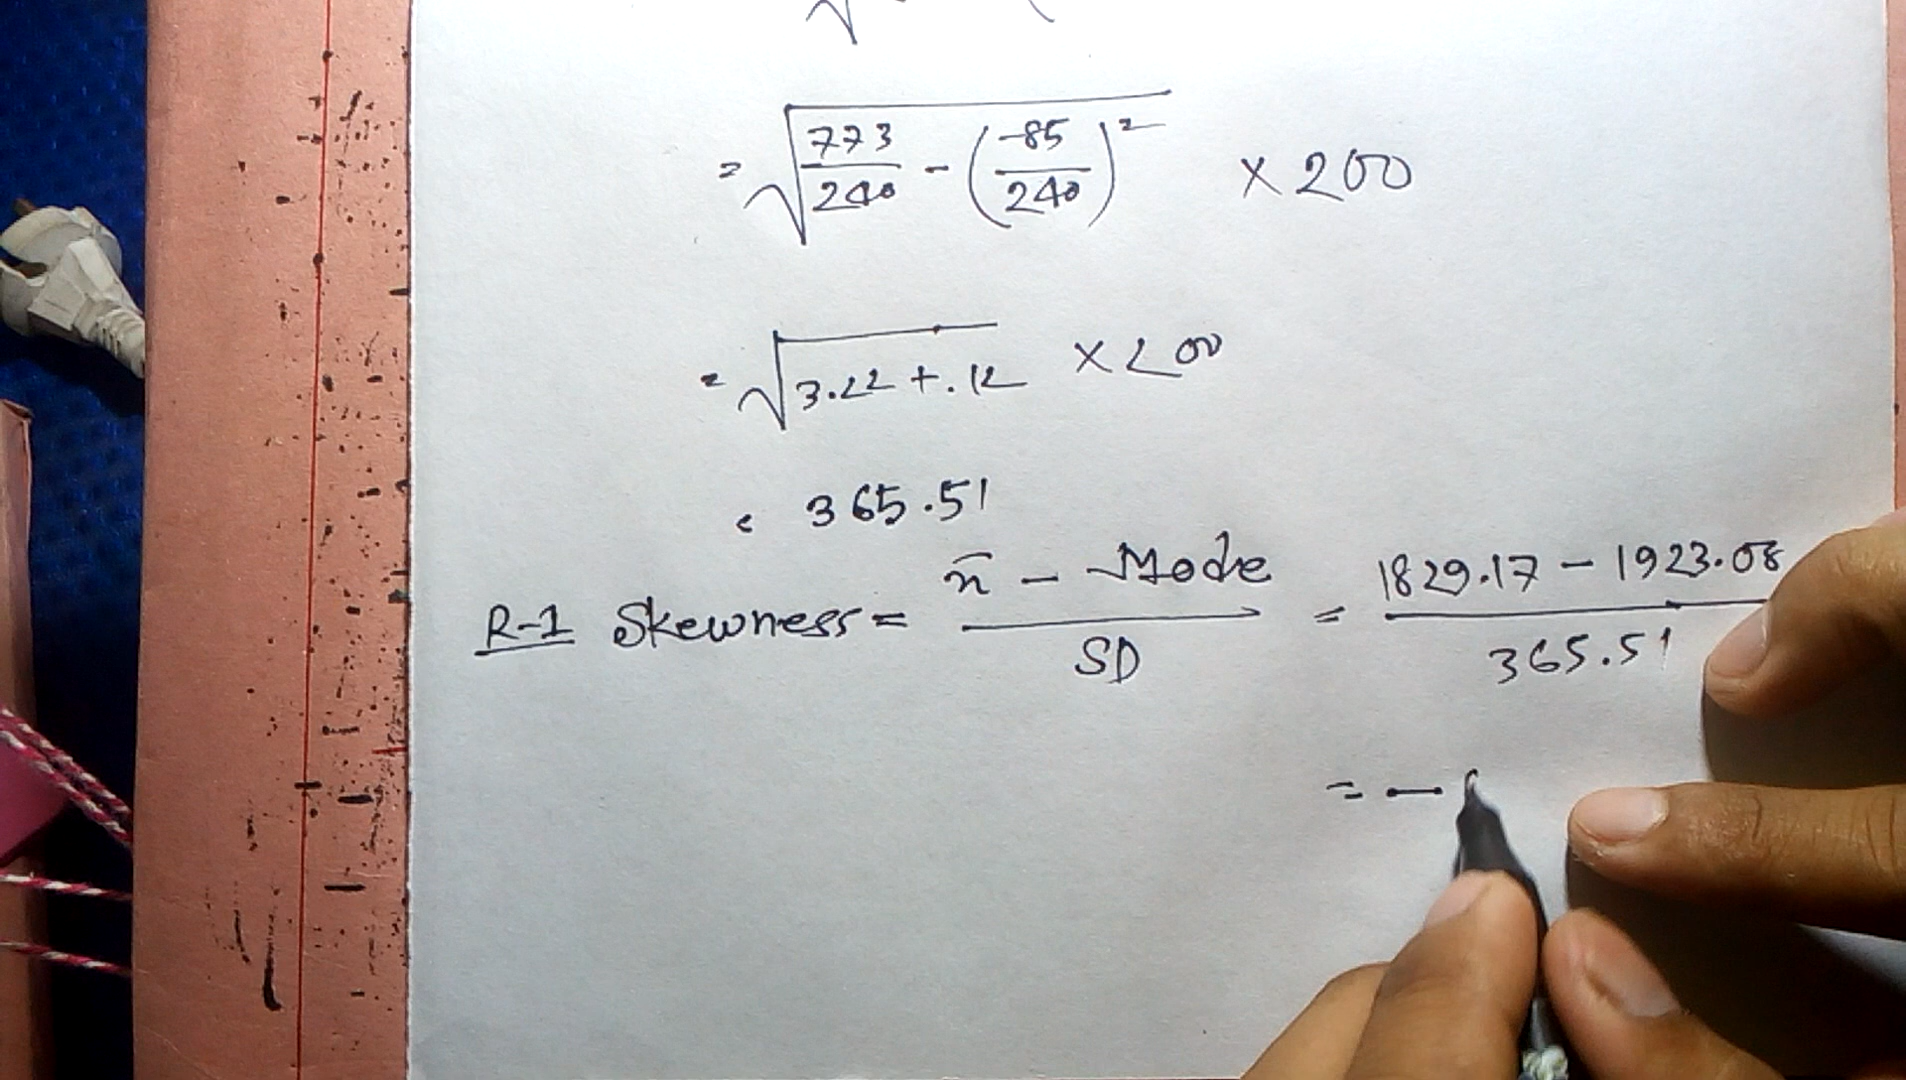 = √(773/240 - (-85/240)²) × 200
= √(3.22 + .12) × 200
= 365.51
R-1 Skewness = (x̄ - Mode)/SD = (1829.17 - 1923.08)/365.51
= -